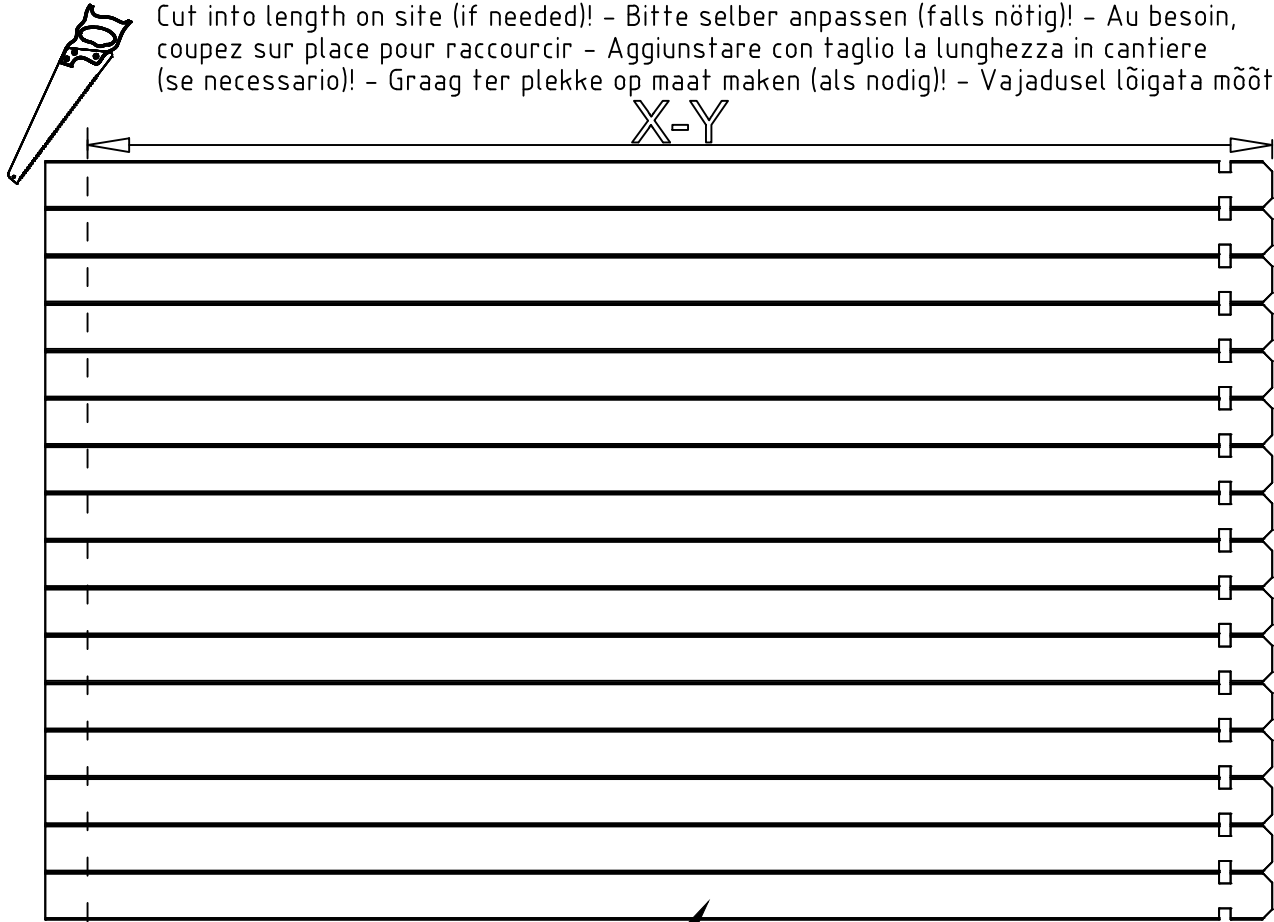 Cut into length on site (if needed)! - Bitte selber anpassen (falls nötig)! - Au besoin,
coupez sur place pour raccourcir - Aggiunstare con taglio la lunghezza in cantiere
(se necessario)! - Graag ter plekke op maat maken (als nodig)! - Vajadusel lõigata mõõt
X-Y